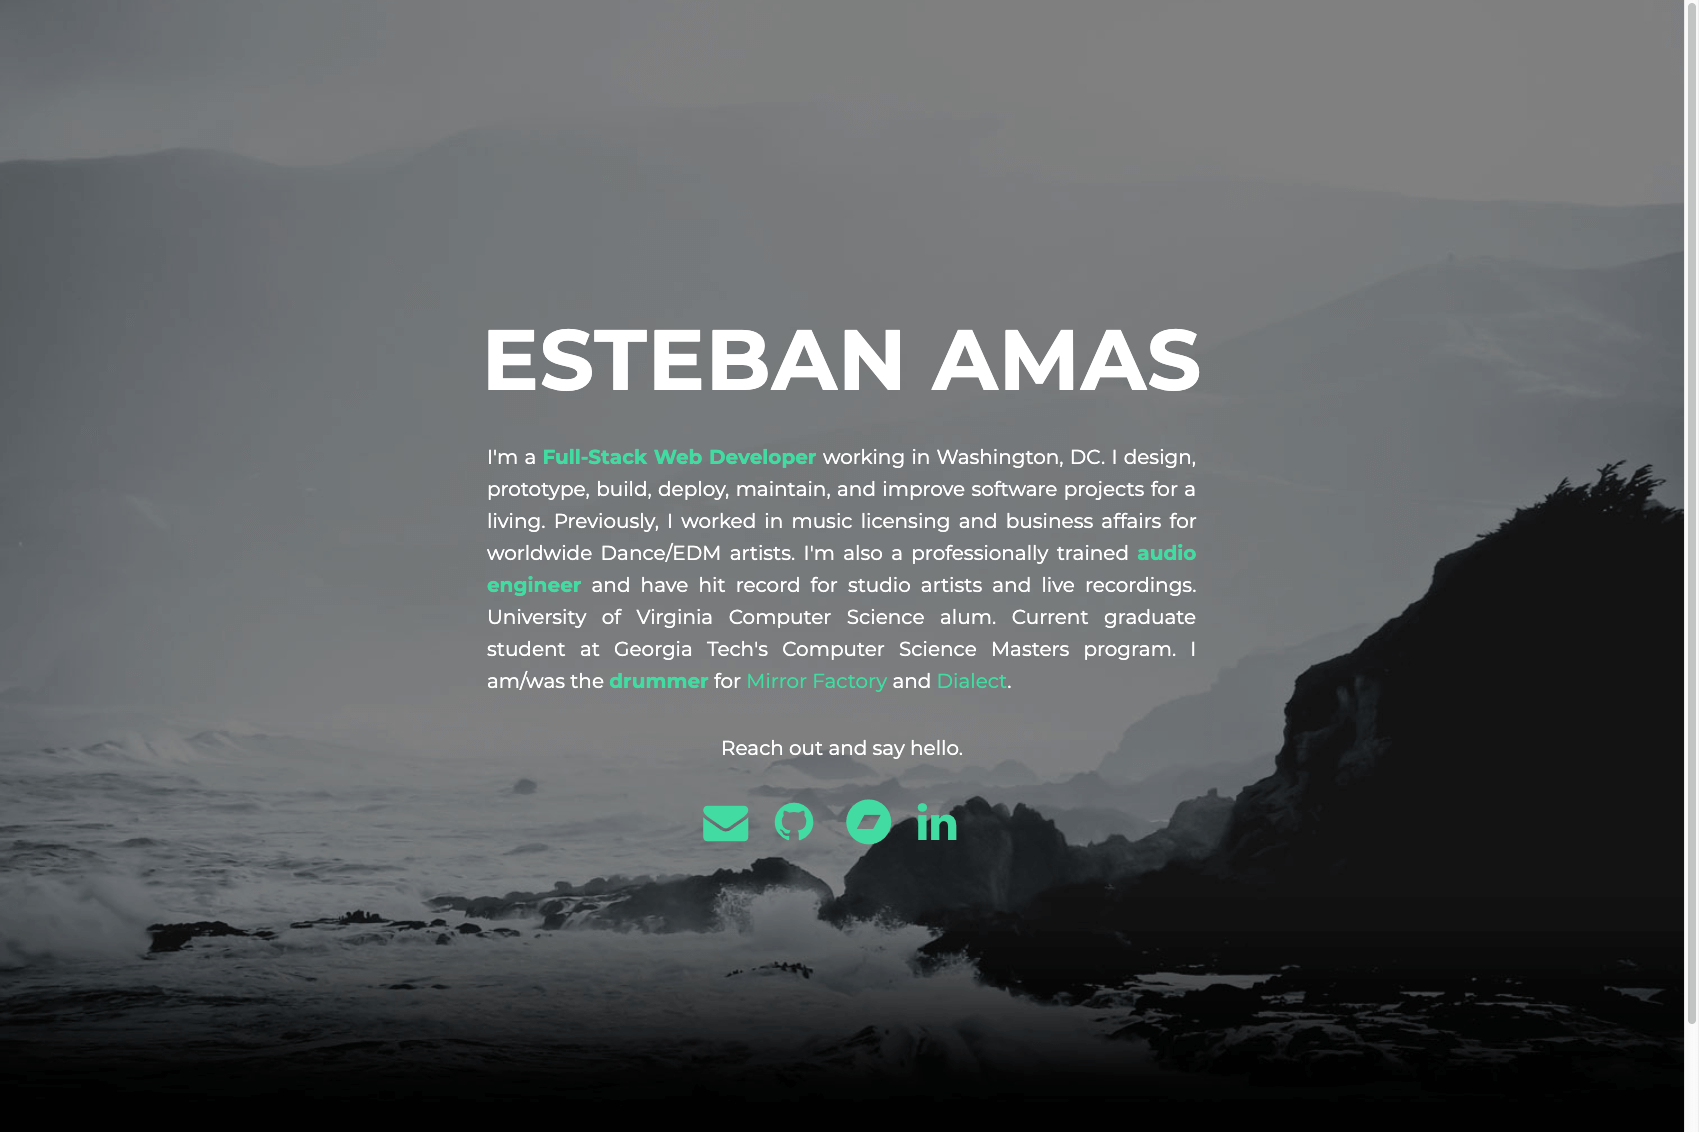 ESTEBAN AMAS
I'm a Full-Stack Web Developer working in Washington, DC. I design,
prototype, build, deploy, maintain, and improve software projects for a
living. Previously, I worked in music licensing and business affairs for
worldwide Dance/EDM artists. I'm also a professionally trained audio
engineer and have hit record for studio artists and live recordings.
University of Virginia Computer Science alum. Current graduate
student at Georgia Tech's Computer Science Masters program. I
am/was the drummer for Mirror Factory and Dialect.
Reach out and say hello.
in